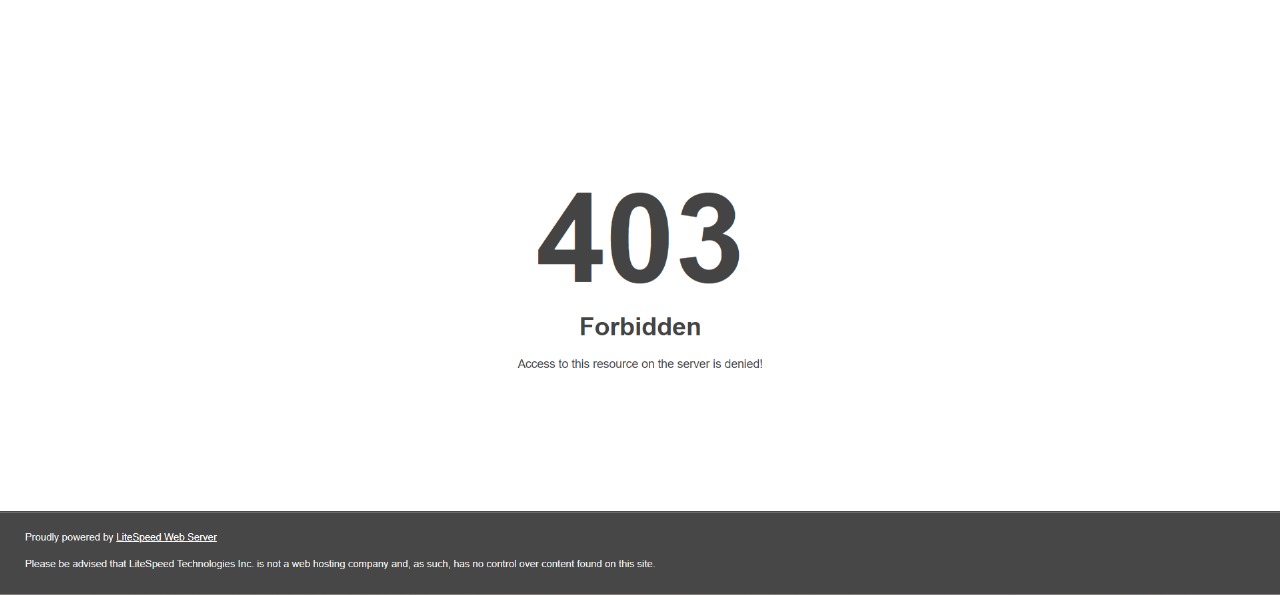 403
Forbidden
Access to this resource on the server is denied!
Proudly powered by LiteSpeed Web Server
Please be advised that LiteSpeed Technologies Inc. is not a web hosting company and, as such, has no control over content found on this site.